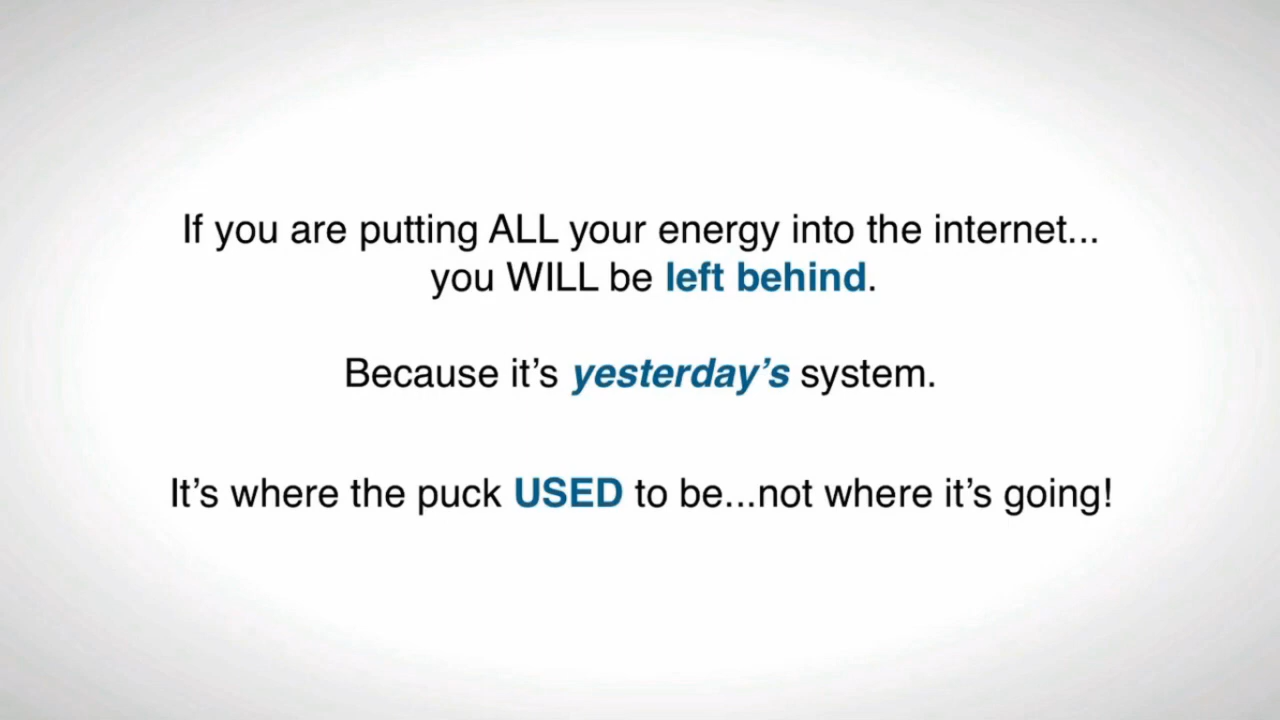 If you are putting ALL your energy into the internet...
you WILL be left behind.
Because it’s yesterday’s system.
It’s where the puck USED to be...not where it’s going!